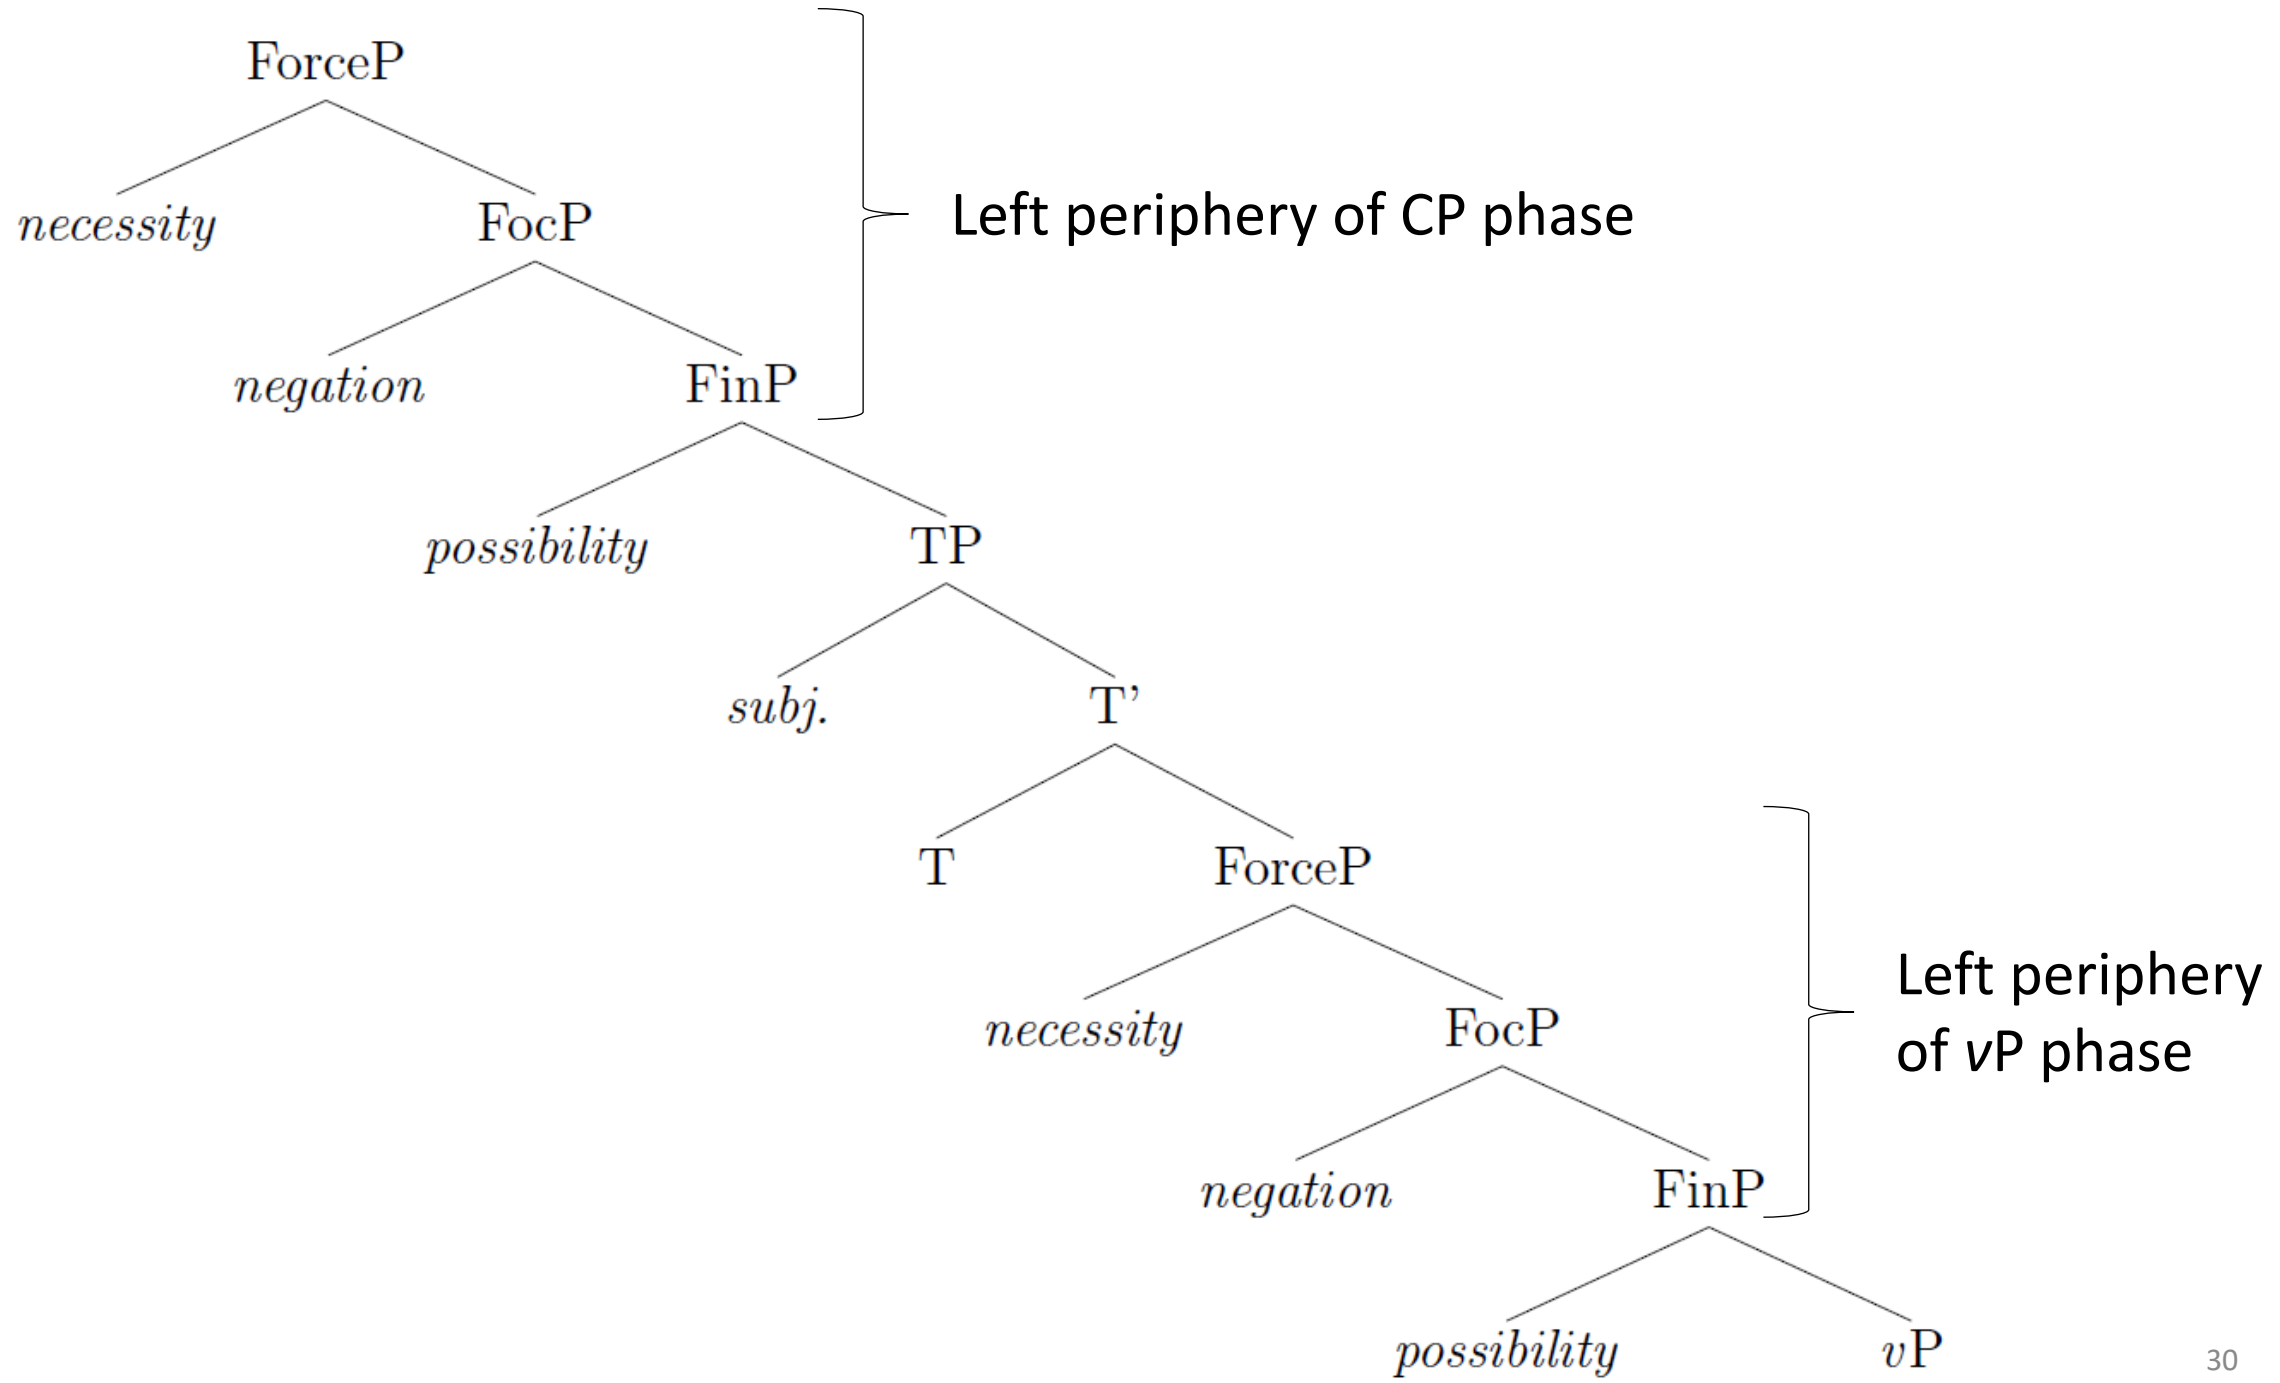 ForceP
necessity FocP
Left periphery of CP phase
negation FinP
possibility TP
subj. T’
T ForceP
necessity FocP
Left periphery
of vP phase
negation FinP
possibility vP
30